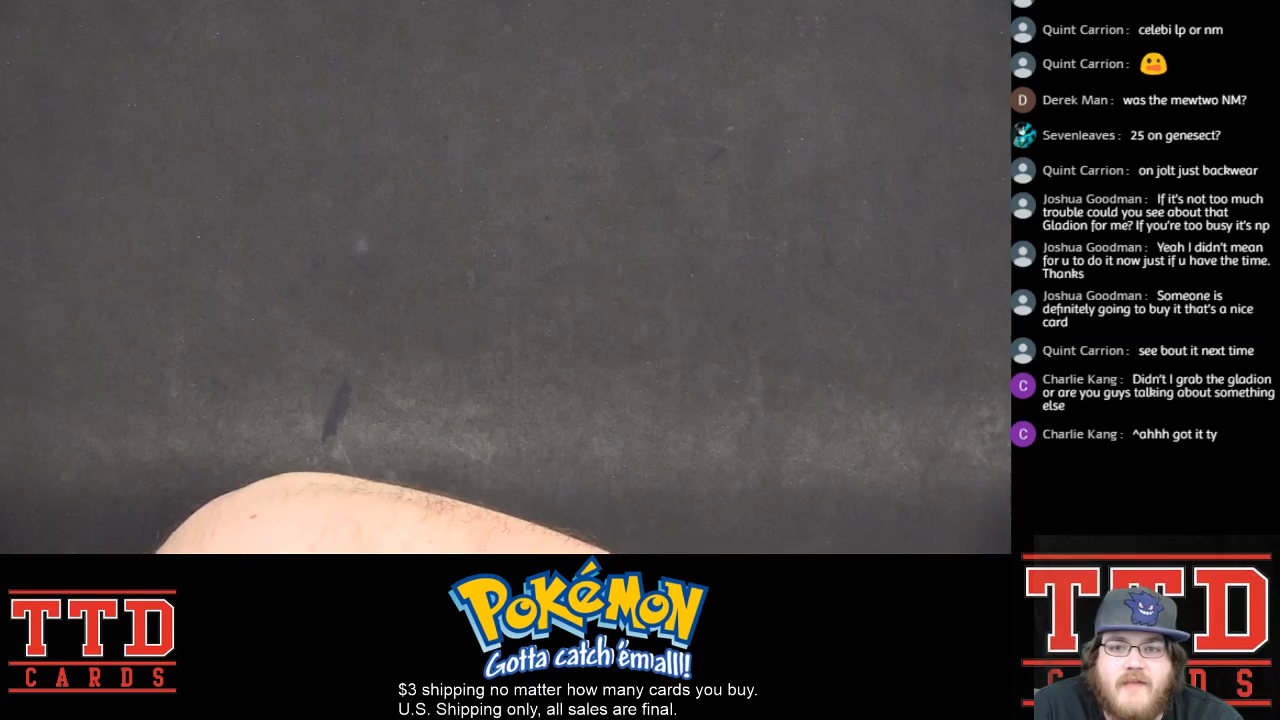 Quint Carrion : celebi lp or nm
Quint Carrion :
D Derek Man : was the mewtwo NM?
Sevenleaves : 25 on genesect?
Quint Carrion : on jolt just backwear
Joshua Goodman : If it's not too much
trouble could you see about that
Gladion for me? If you're too busy it's np
Joshua Goodman : Yeah I didn't mean
for u to do it now just if u have the time.
Thanks
Joshua Goodman : Someone is
definitely going to buy it that's a nice
card
Quint Carrion : see bout it next time
C Charlie Kang : Didn't I grab the gladion
or are you guys talking about something
else
C Charlie Kang : ^ahhh got it ty
TTD
CARDS
POKéMON
Gotta catch 'em all!!
$3 shipping no matter how many cards you buy.
U.S. Shipping only, all sales are final.
TTD
C DS